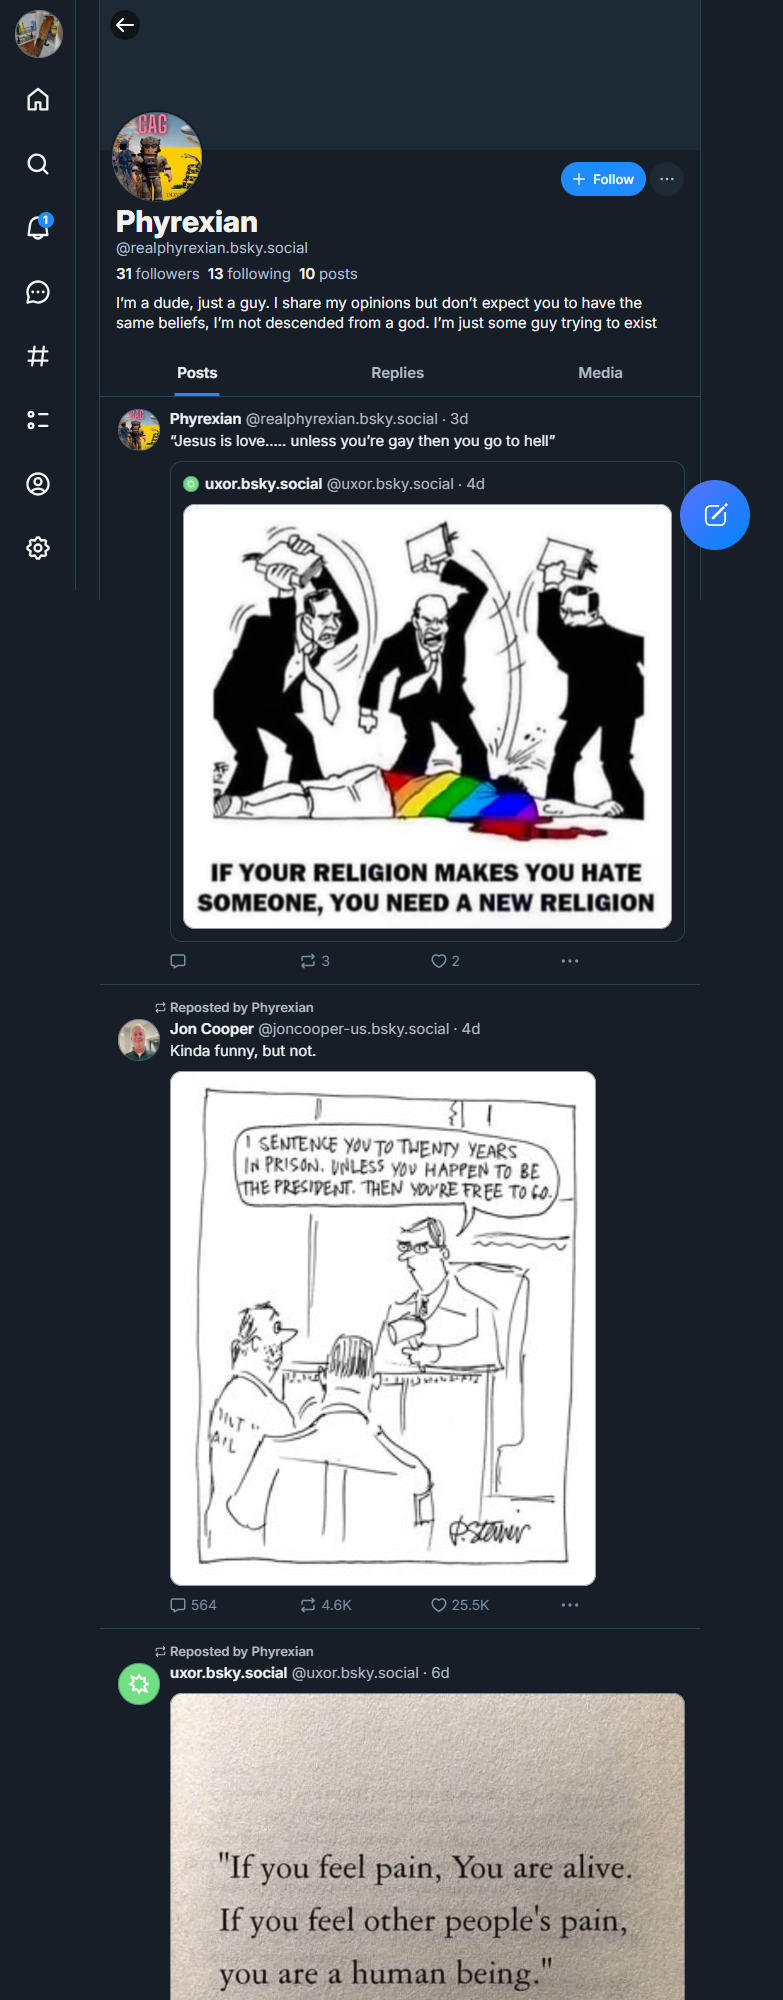 GAG
Follow
Phyrexian
@realphyrexian.bsky.social
31 followers 13 following 10 posts
I'm a dude, just a guy. I share my opinions but don't expect you to have the
same beliefs, I'm not descended from a god. I'm just some guy trying to exist
Posts Replies Media
Phyrexian @realphyrexian.bsky.social · 3d
"Jesus is love..... unless you're gay then you go to hell"
uxor.bsky.social @uxor.bsky.social · 4d
IF YOUR RELIGION MAKES YOU HATE
SOMEONE, YOU NEED A NEW RELIGION
3 2
Reposted by Phyrexian
Jon Cooper @joncooper-us.bsky.social · 4d
Kinda funny, but not.
I SENTENCE YOU TO TWENTY YEARS
IN PRISON. UNLESS YOU HAPPEN TO BE
THE PRESIDENT. THEN YOU'RE FREE TO GO.
564 4.6K 25.5K
Reposted by Phyrexian
uxor.bsky.social @uxor.bsky.social · 6d
"If you feel pain, You are alive.
If you feel other people's pain,
you are a human being."
1